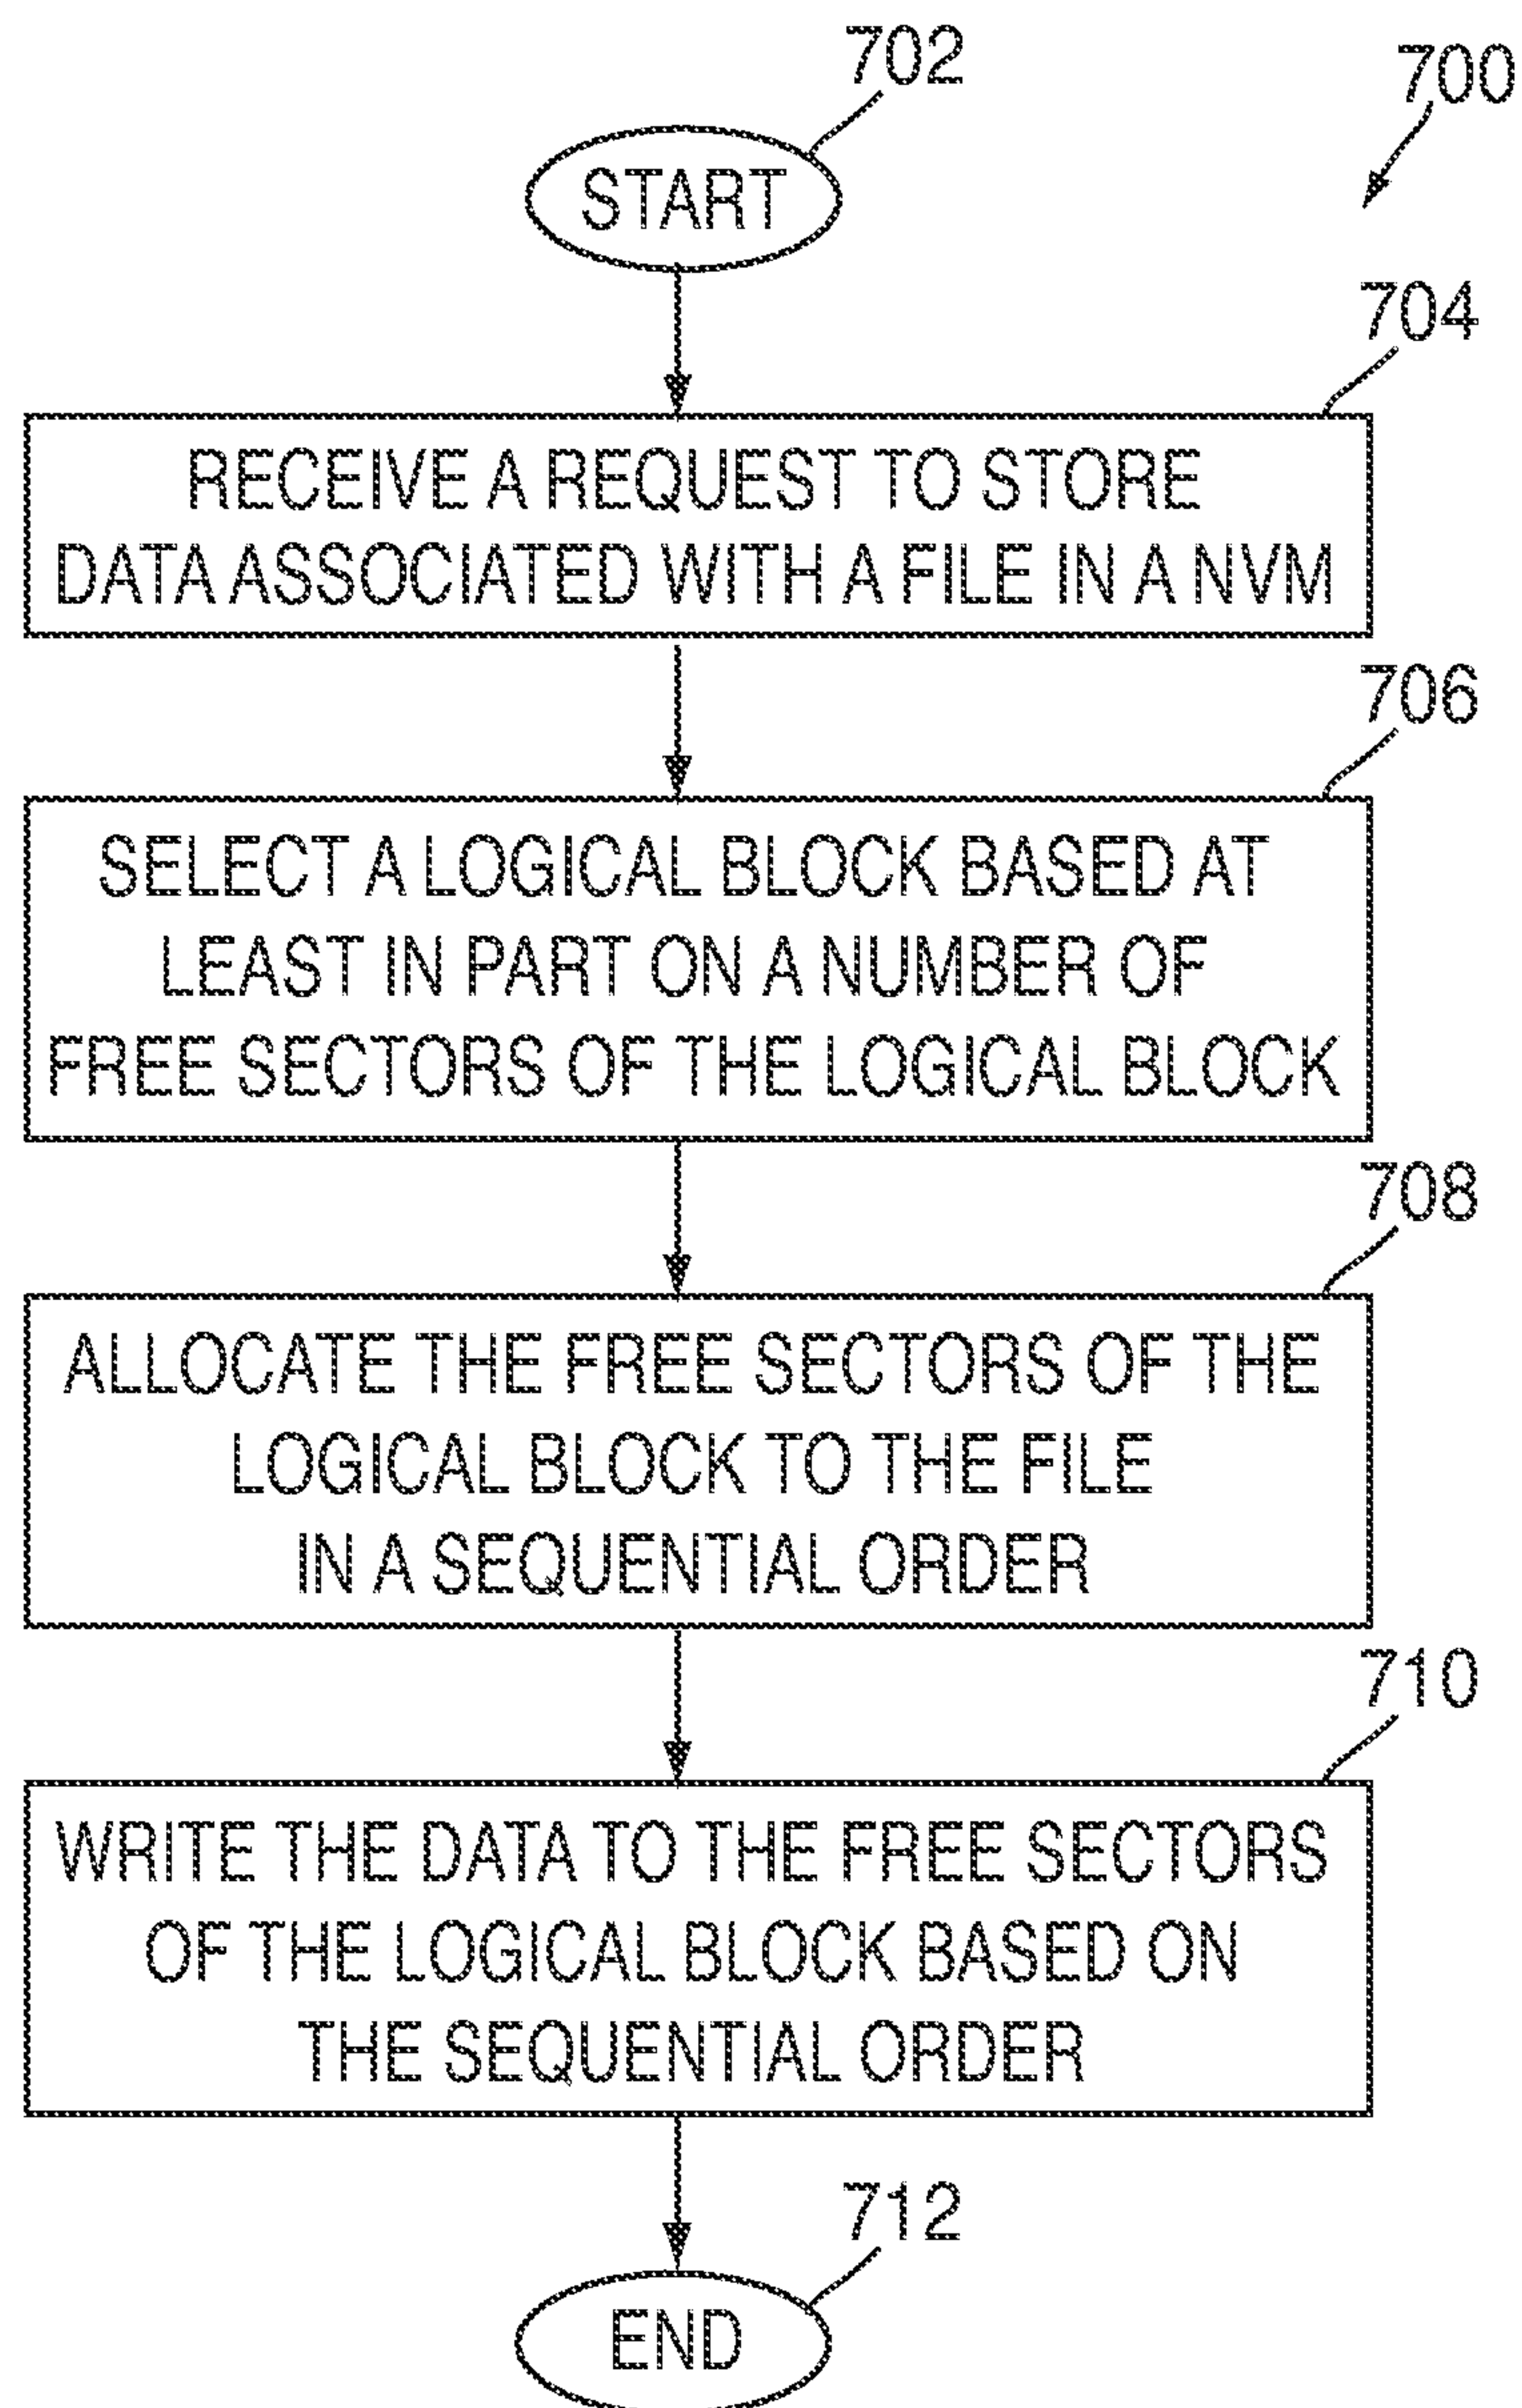 702
700
START
704
RECEIVE A REQUEST TO STORE
DATA ASSOCIATED WITH A FILE IN A NVM
706
SELECT A LOGICAL BLOCK BASED AT
LEAST IN PART ON A NUMBER OF
FREE SECTORS OF THE LOGICAL BLOCK
708
ALLOCATE THE FREE SECTORS OF THE
LOGICAL BLOCK TO THE FILE
IN A SEQUENTIAL ORDER
710
WRITE THE DATA TO THE FREE SECTORS
OF THE LOGICAL BLOCK BASED ON
THE SEQUENTIAL ORDER
712
END